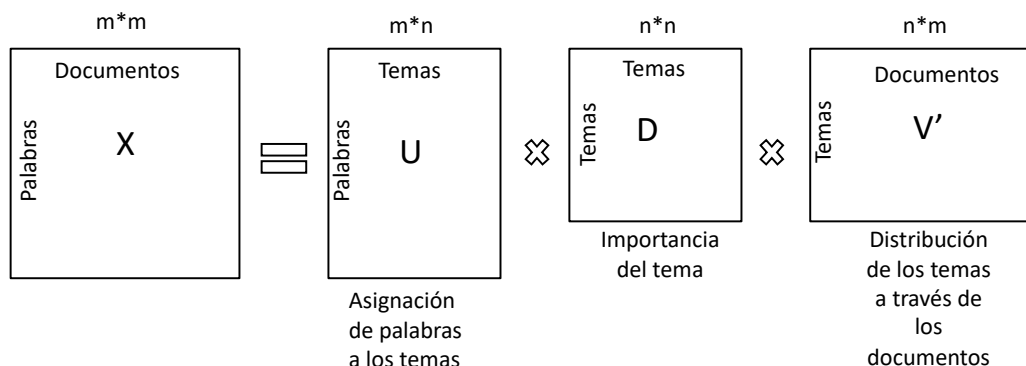 m*m
Documentos
Palabras
X
m*n
Temas
Palabras
U
Asignación
de palabras
a los temas
n*n
Temas
Temas
D
Importancia
del tema
n*m
Documentos
Temas
V’
Distribución
de los temas
a través de
los
documentos